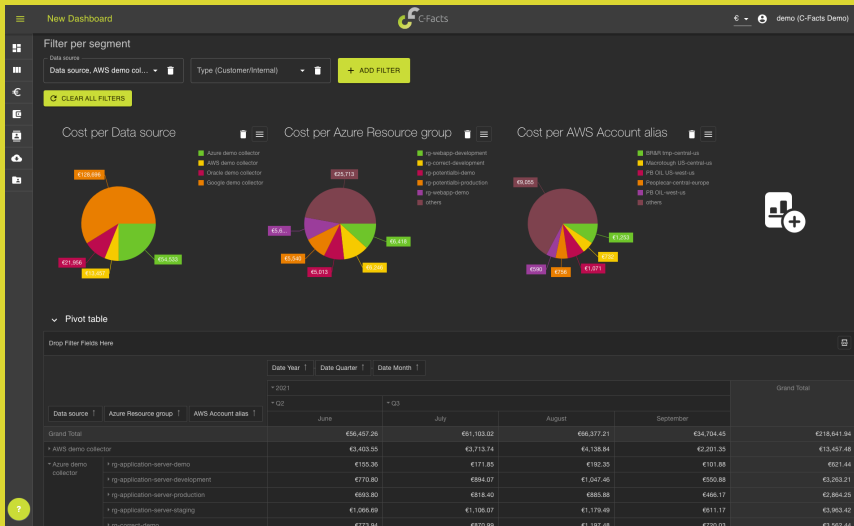 New Dashboard
C-Facts
€
demo (C-Facts Demo)
Filter per segment
Data source
Data source, AWS demo col...
Type (Customer/Internal)
+ ADD FILTER
CLEAR ALL FILTERS
Cost per Data source
Azure demo collector
AWS demo collector
Oracle demo collector
Google demo collector
€128,696
€54,533
€21,956
Cost per Azure Resource group
rg-webapp-development
rg-correct-development
rg-potentialbi-demo
rg-potentialbi-production
rg-webapp-demo
others
€25,713
€5,6...
€5,540
€5,013
Cost per AWS Account alias
BR&R tmp-central-us
Macrotough US-central-us
PB OIL US-west-us
Peoplecar-central-europe
PB OIL-west-us
others
€9,055
€1,253
€1,071
€756
€590
Pivot table
Drop Filter Fields Here
Date Year ↑
Date Quarter ↑
Date Month ↑
2021
Grand Total
Q2
Q3
Data source ↑
Azure Resource group ↑
AWS Account alias ↑
June
July
August
September
Grand Total €56,457.26 €61,103.02 €66,377.21 €34,704.45 €218,641.94
AWS demo collector €3,403.55 €3,713.74 €4,138.84 €2,201.35 €13,457.48
Azure demo collector
rg-application-server-demo €155.36 €171.85 €192.35 €101.88 €621.44
rg-application-server-development €770.80 €894.07 €1,047.46 €550.88 €3,263.21
rg-application-server-production €693.80 €818.40 €885.88 €466.17 €2,864.25
rg-application-server-staging €1,066.69 €1,106.07 €1,179.49 €611.17 €3,963.42
?